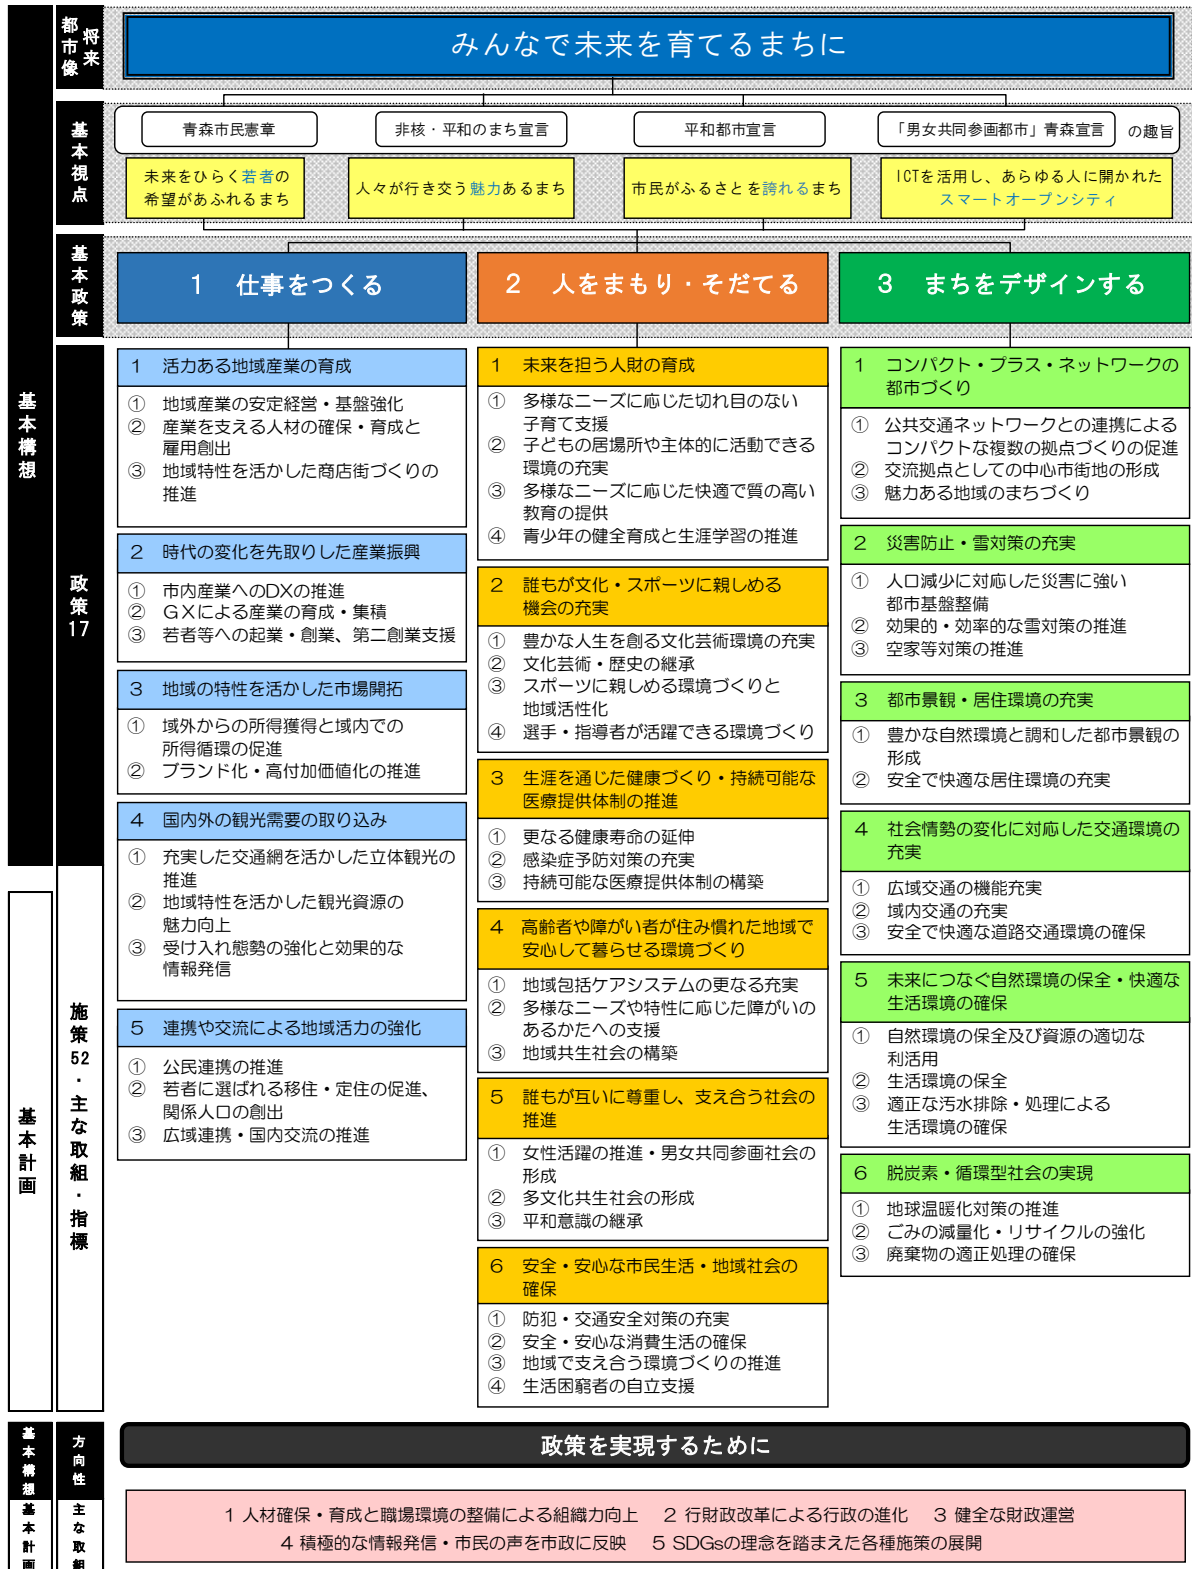 将来
都市像
みんなで未来を育てるまちに
基本視点
青森市民憲章
非核・平和のまち宣言
平和都市宣言
「男女共同参画都市」青森宣言
の趣旨
未来をひらく若者の
希望があふれるまち
人々が行き交う魅力あるまち
市民がふるさとを誇れるまち
ICTを活用し、あらゆる人に開かれた
スマートオープンシティ
基本政策
1 仕事をつくる
2 人をまもり・そだてる
3 まちをデザインする
基本構想
政策17
1 活力ある地域産業の育成
① 地域産業の安定経営・基盤強化
② 産業を支える人材の確保・育成と
雇用創出
③ 地域特性を活かした商店街づくりの
推進
2 時代の変化を先取りした産業振興
① 市内産業へのDXの推進
② GXによる産業の育成・集積
③ 若者等への起業・創業、第二創業支援
3 地域の特性を活かした市場開拓
① 域外からの所得獲得と域内での
所得循環の促進
② ブランド化・高付加価値化の推進
4 国内外の観光需要の取り込み
① 充実した交通網を活かした立体観光の
推進
② 地域特性を活かした観光資源の
魅力向上
③ 受け入れ態勢の強化と効果的な
情報発信
5 連携や交流による地域活力の強化
① 公民連携の推進
② 若者に選ばれる移住・定住の促進、
関係人口の創出
③ 広域連携・国内交流の推進
1 未来を担う人財の育成
① 多様なニーズに応じた切れ目のない
子育て支援
② 子どもの居場所や主体的に活動できる
環境の充実
③ 多様なニーズに応じた快適で質の高い
教育の提供
④ 青少年の健全育成と生涯学習の推進
2 誰もが文化・スポーツに親しめる
機会の充実
① 豊かな人生を創る文化芸術環境の充実
② 文化芸術・歴史の継承
③ スポーツに親しめる環境づくりと
地域活性化
④ 選手・指導者が活躍できる環境づくり
3 生涯を通じた健康づくり・持続可能な
医療提供体制の推進
① 更なる健康寿命の延伸
② 感染症予防対策の充実
③ 持続可能な医療提供体制の構築
4 高齢者や障がい者が住み慣れた地域で
安心して暮らせる環境づくり
① 地域包括ケアシステムの更なる充実
② 多様なニーズや特性に応じた障がいの
あるかたへの支援
③ 地域共生社会の構築
5 誰もが互いに尊重し、支え合う社会の
推進
① 女性活躍の推進・男女共同参画社会の
形成
② 多文化共生社会の形成
③ 平和意識の継承
6 安全・安心な市民生活・地域社会の
確保
① 防犯・交通安全対策の充実
② 安全・安心な消費生活の確保
③ 地域で支え合う環境づくりの推進
④ 生活困窮者の自立支援
1 コンパクト・プラス・ネットワークの
都市づくり
① 公共交通ネットワークとの連携による
コンパクトな複数の拠点づくりの促進
② 交流拠点としての中心市街地の形成
③ 魅力ある地域のまちづくり
2 災害防止・雪対策の充実
① 人口減少に対応した災害に強い
都市基盤整備
② 効果的・効率的な雪対策の推進
③ 空家等対策の推進
3 都市景観・居住環境の充実
① 豊かな自然環境と調和した都市景観の
形成
② 安全で快適な居住環境の充実
4 社会情勢の変化に対応した交通環境の
充実
① 広域交通の機能充実
② 域内交通の充実
③ 安全で快適な道路交通環境の確保
5 未来につなぐ自然環境の保全・快適な
生活環境の確保
① 自然環境の保全及び資源の適切な
利活用
② 生活環境の保全
③ 適正な汚水排除・処理による
生活環境の確保
6 脱炭素・循環型社会の実現
① 地球温暖化対策の推進
② ごみの減量化・リサイクルの強化
③ 廃棄物の適正処理の確保
基本計画
施策52・主な取組・指標
基本構想
方向性
政策を実現するために
基本計画
主な取組
1 人材確保・育成と職場環境の整備による組織力向上 2 行財政改革による行政の進化 3 健全な財政運営
4 積極的な情報発信・市民の声を市政に反映 5 SDGsの理念を踏まえた各種施策の展開